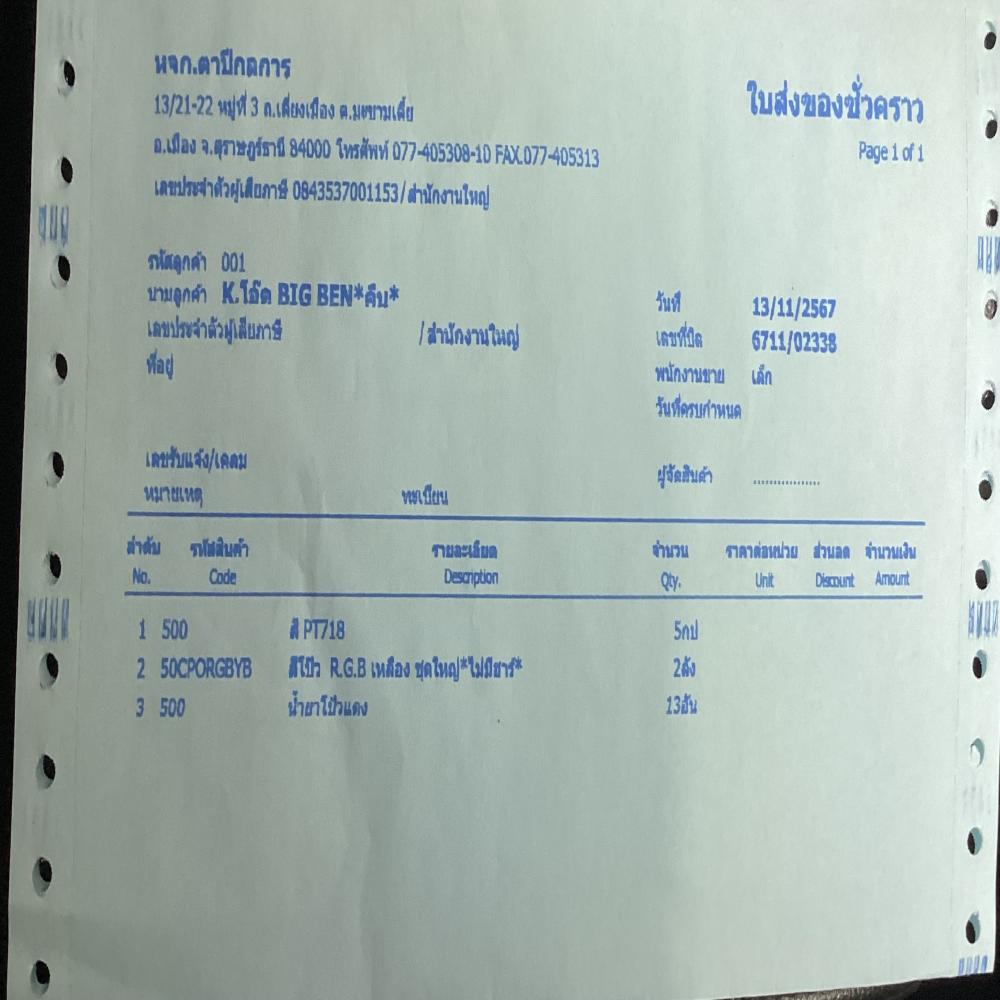 หจก.ตาปีกลการ
ใบส่งของชั่วคราว
13/21-22 หมู่ที่ 3 ถ.เลี่ยงเมือง ต.มะขามเตี้ย
อ.เมือง จ.สุราษฎร์ธานี 84000 โทรศัพท์ 077-405308-10 FAX.077-405313
Page 1 of 1
เลขประจำตัวผู้เสียภาษี 0843537001153/สำนักงานใหญ่
รหัสลูกค้า 001
นามลูกค้า K.โอ๊ต BIG BEN*คืน*
วันที่ 13/11/2567
เลขประจำตัวผู้เสียภาษี /สำนักงานใหญ่
เลขที่บิล 6711/02338
ที่อยู่
พนักงานขาย เล็ก
วันที่ครบกำหนด
เลขรับแจ้ง/เคลม
ผู้จัดสินค้า .................
หมายเหตุ ทะเบียน
ลำดับ รหัสสินค้า รายละเอียด จำนวน ราคาต่อหน่วย ส่วนลด จำนวนเงิน
No. Code Description Qty. Unit Discount Amount
1 500 สี PT718 5กป
2 50CPORGBYB สีโป๊ว R.G.B เหลือง ชุดใหญ่*ไม่มีฮาร์* 2ลัง
3 500 น้ำยาโป๊วแดง 13อัน